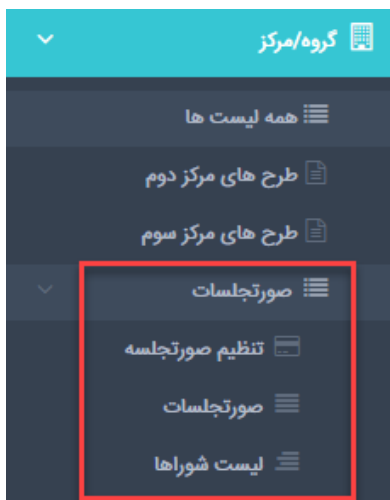 گروه/مرکز
همه لیست ها
طرح های مرکز دوم
طرح های مرکز سوم
صورتجلسات
تنظیم صورتجلسه
صورتجلسات
لیست شوراها